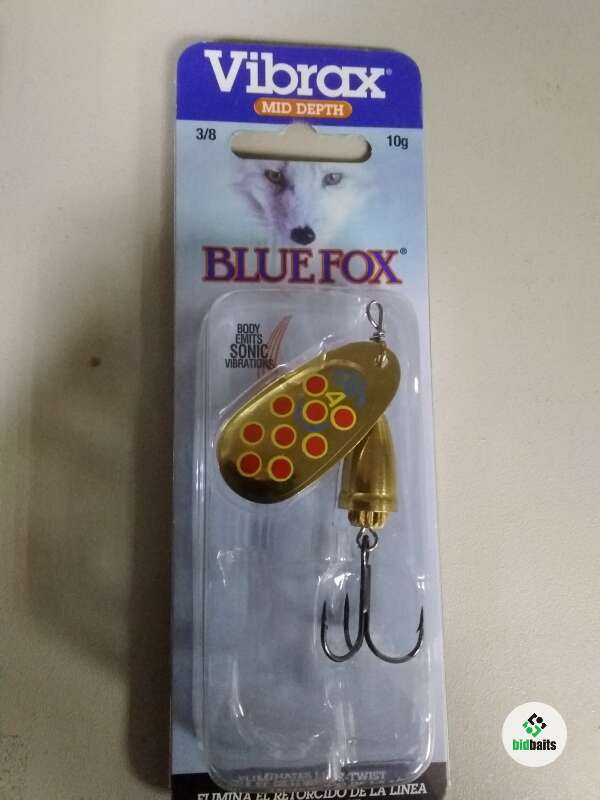 Vibrax®
MID DEPTH
3/8 10g
BLUE FOX®
BODY
EMITS
SONIC
VIBRATIONS
4
ELIMINA EL RETORCIDO DE LA LINEA
bidbaits